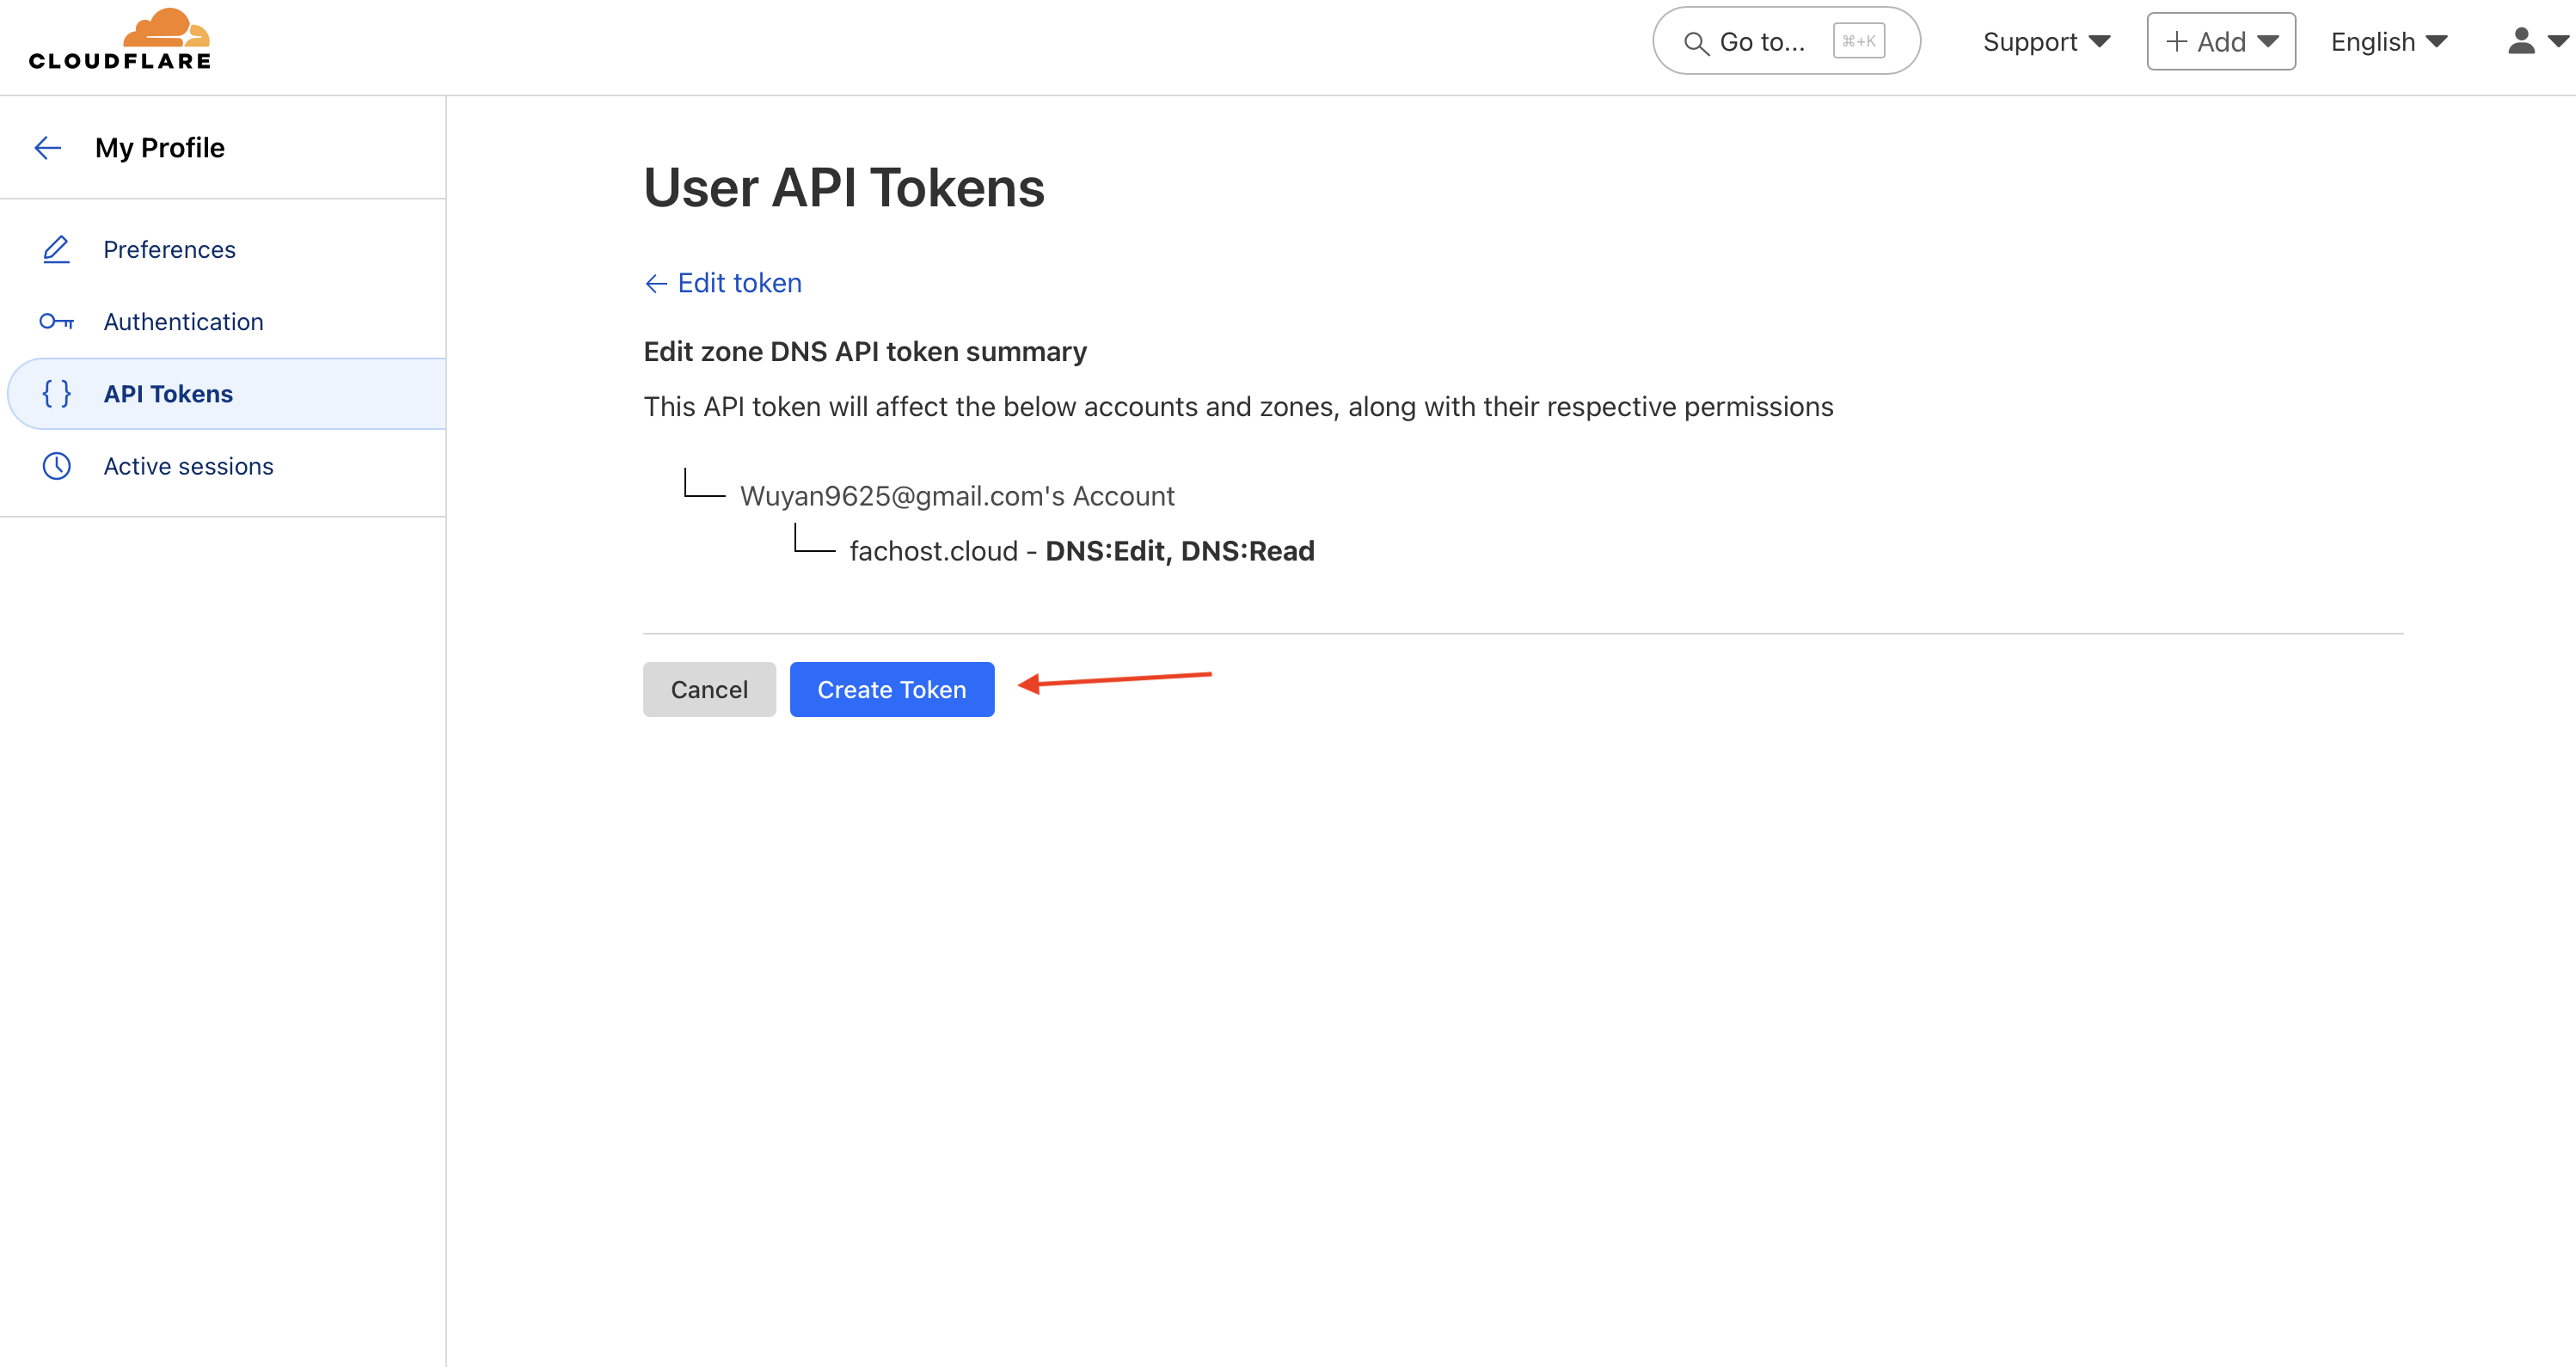 CLOUDFLARE
Go to... ⌘+K
Support
+ Add
English
My Profile
Preferences
Authentication
{ } API Tokens
Active sessions
User API Tokens
← Edit token
Edit zone DNS API token summary
This API token will affect the below accounts and zones, along with their respective permissions
Wuyan9625@gmail.com's Account
fachost.cloud - DNS:Edit, DNS:Read
Cancel
Create Token